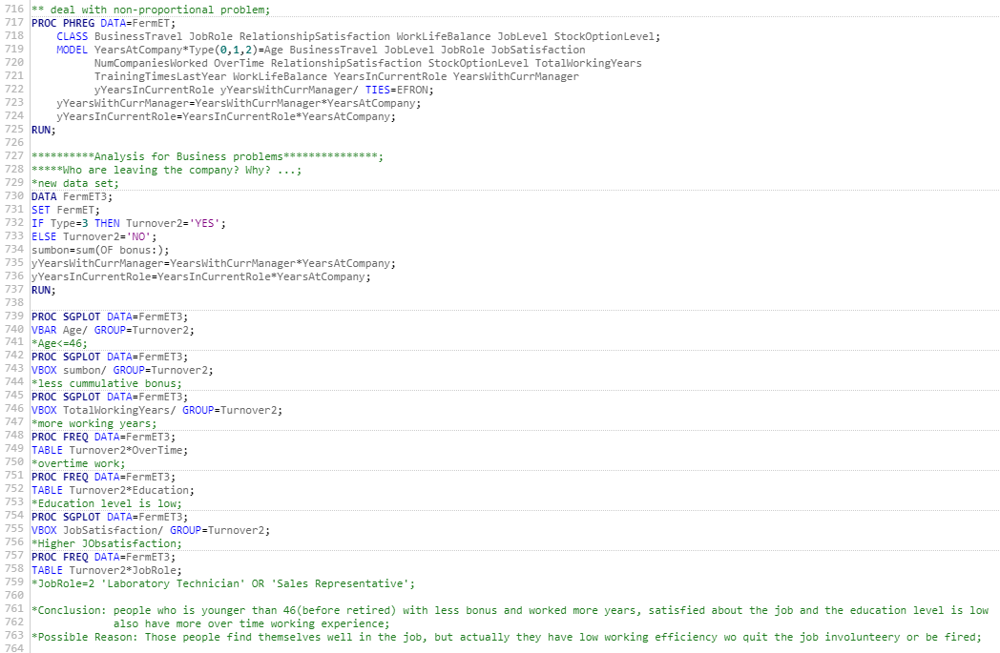 716 ** deal with non-proportional problem;
717 PROC PHREG DATA=FermET;
718 CLASS BusinessTravel JobRole RelationshipSatisfaction WorkLifeBalance JobLevel StockOptionLevel;
719 MODEL YearsAtCompany*Type(0,1,2)=Age BusinessTravel JobLevel JobRole JobSatisfaction
720 NumCompaniesWorked OverTime RelationshipSatisfaction StockOptionLevel TotalWorkingYears
721 TrainingTimesLastYear WorkLifeBalance YearsInCurrentRole YearsWithCurrManager
722 yYearsInCurrentRole yYearsWithCurrManager/ TIES=EFRON;
723 yYearsWithCurrManager=YearsWithCurrManager*YearsAtCompany;
724 yYearsInCurrentRole=YearsInCurrentRole*YearsAtCompany;
725 RUN;
726
727 **********Analysis for Business problems***************;
728 *****Who are leaving the company? Why? ...;
729 *new data set;
730 DATA FermET3;
731 SET FermET;
732 IF Type=3 THEN Turnover2='YES';
733 ELSE Turnover2='NO';
734 sumbon=sum(OF bonus:);
735 yYearsWithCurrManager=YearsWithCurrManager*YearsAtCompany;
736 yYearsInCurrentRole=YearsInCurrentRole*YearsAtCompany;
737 RUN;
738
739 PROC SGPLOT DATA=FermET3;
740 VBAR Age/ GROUP=Turnover2;
741 *Age<=46;
742 PROC SGPLOT DATA=FermET3;
743 VBOX sumbon/ GROUP=Turnover2;
744 *less cummulative bonus;
745 PROC SGPLOT DATA=FermET3;
746 VBOX TotalWorkingYears/ GROUP=Turnover2;
747 *more working years;
748 PROC FREQ DATA=FermET3;
749 TABLE Turnover2*OverTime;
750 *overtime work;
751 PROC FREQ DATA=FermET3;
752 TABLE Turnover2*Education;
753 *Education level is low;
754 PROC SGPLOT DATA=FermET3;
755 VBOX JobSatisfaction/ GROUP=Turnover2;
756 *Higher JObsatisfaction;
757 PROC FREQ DATA=FermET3;
758 TABLE Turnover2*JobRole;
759 *JobRole=2 'Laboratory Technician' OR 'Sales Representative';
760
761 *Conclusion: people who is younger than 46(before retired) with less bonus and worked more years, satisfied about the job and the education level is low
762 also have more over time working experience;
763 *Possible Reason: Those people find themselves well in the job, but actually they have low working efficiency wo quit the job involunteery or be fired;
764